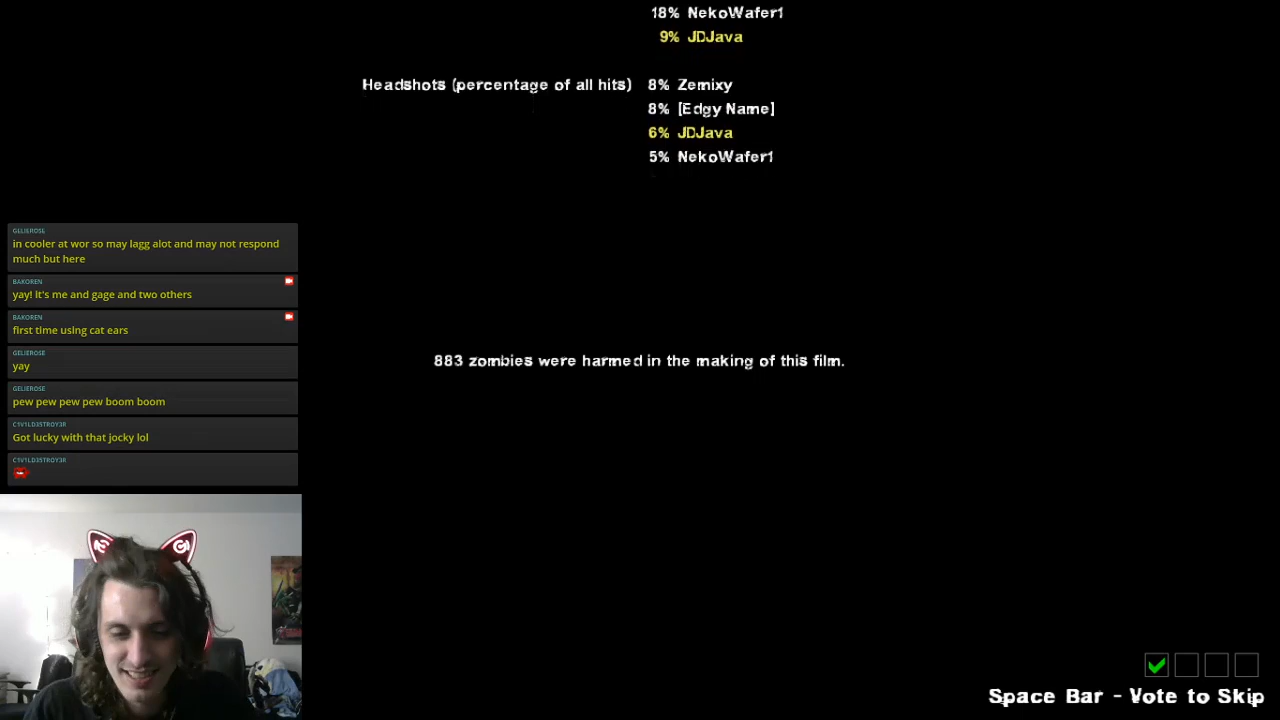 18% NekoWafer1
9% JDJava
Headshots (percentage of all hits) 8% Zemixy
8% [Edgy Name]
6% JDJava
5% NekoWafer1
GELIEROSE
in cooler at wor so may lagg alot and may not respond
much but here
BAKOREN
yay! it's me and gage and two others
BAKOREN
first time using cat ears
GELIEROSE
yay
GELIEROSE
pew pew pew pew boom boom
C1V1LD3STROY3R
Got lucky with that jocky lol
C1V1LD3STROY3R
883 zombies were harmed in the making of this film.
Space Bar - Vote to Skip